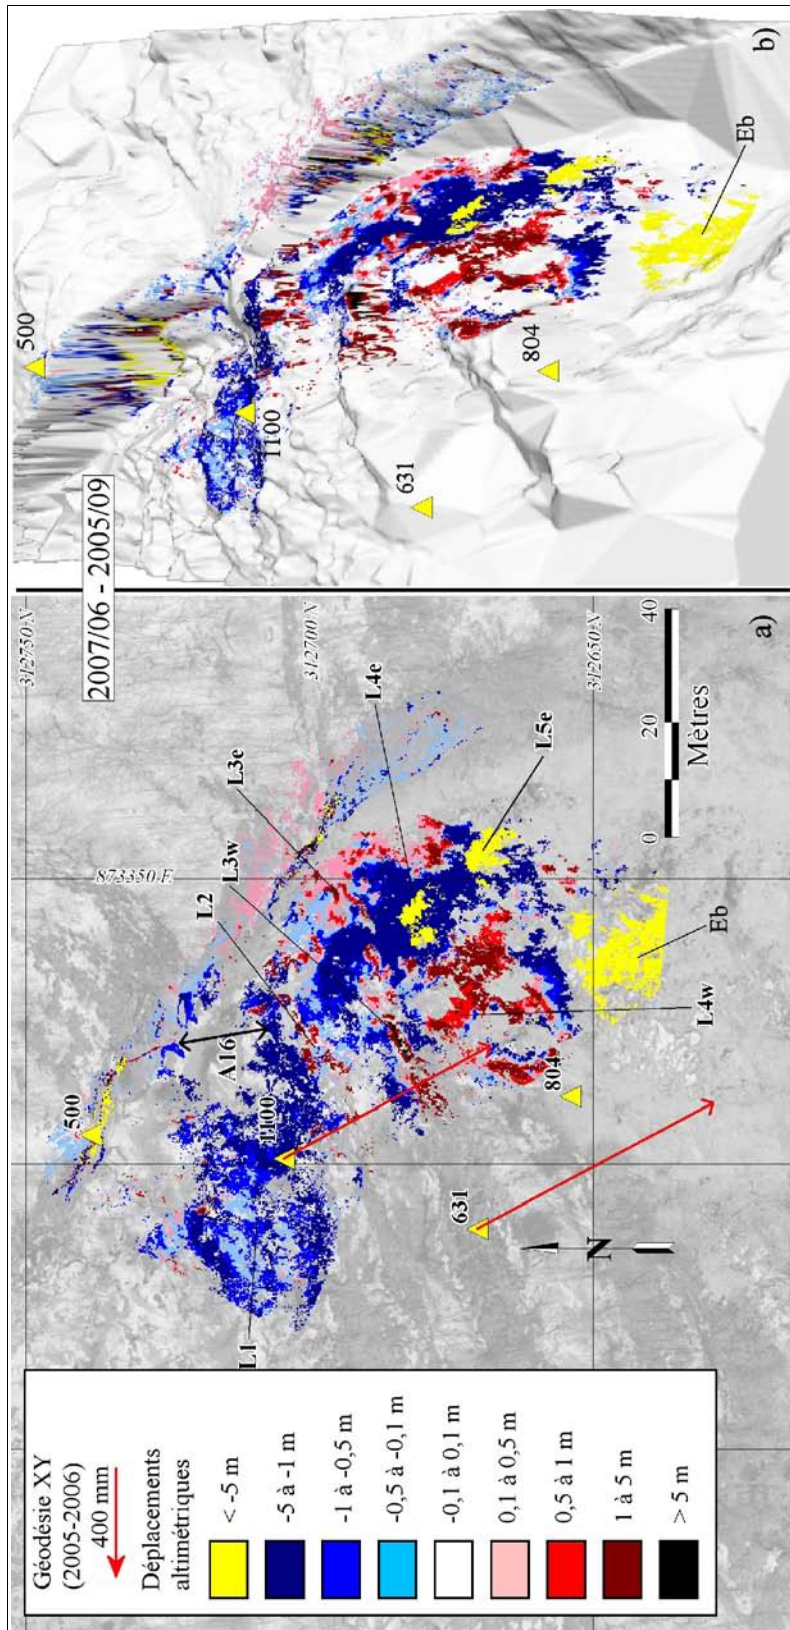 2007/06 - 2005/09
Géodésie XY
(2005-2006)
400 mm
Déplacements
altimétriques
< -5 m
-5 à -1 m
-1 à -0,5 m
-0,5 à -0,1 m
-0,1 à 0,1 m
0,1 à 0,5 m
0,5 à 1 m
1 à 5 m
> 5 m
312750 N
312700 N
312650 N
873350 E
500
A16
L2
L3w
L3e
L4e
L5e
1100
L1
631
804
L4w
Eb
N
0 20 40
Mètres
a)
500
1100
631
804
Eb
b)